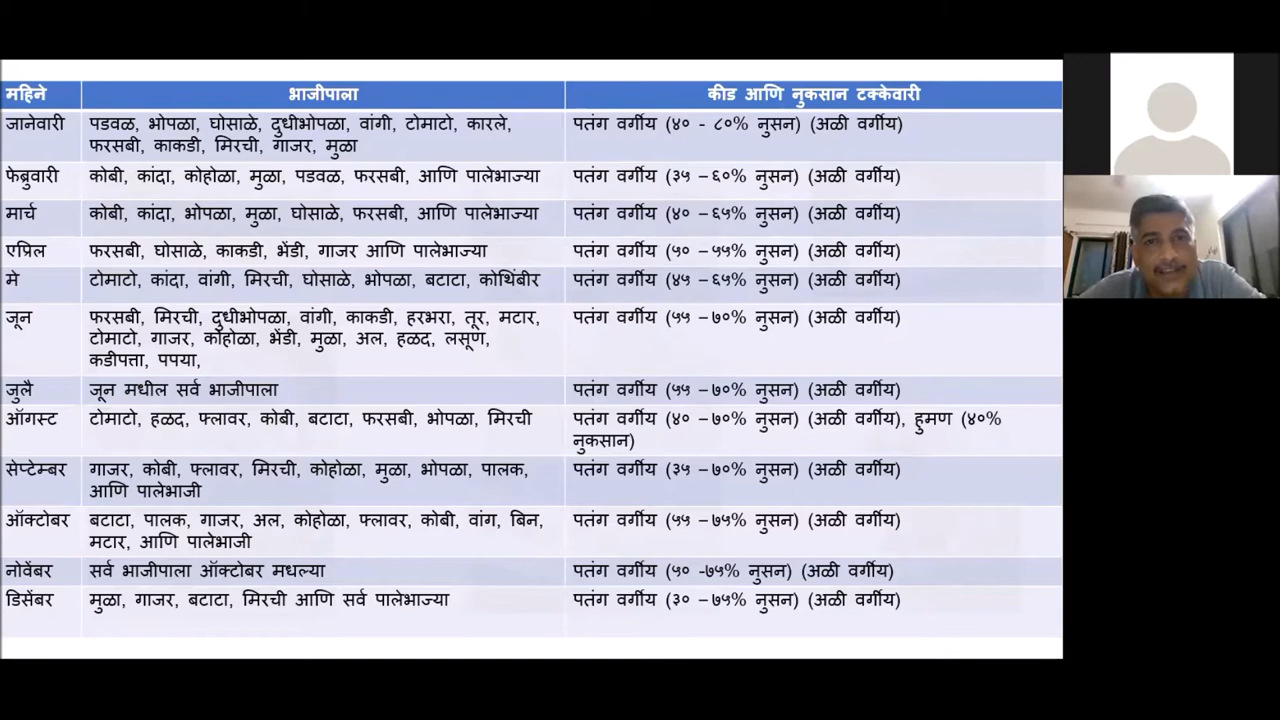 महिने भाजीपाला कीड आणि नुकसान टक्केवारी
जानेवारी पडवळ, भोपळा, घोसाळे, दुधीभोपळा, वांगी, टोमाटो, कारले, पतंग वर्गीय (४० - ८०% नुसन) (अळी वर्गीय)
फरसबी, काकडी, मिरची, गाजर, मुळा
फेब्रुवारी कोबी, कांदा, कोहोळा, मुळा, पडवळ, फरसबी, आणि पालेभाज्या पतंग वर्गीय (३५ –६०% नुसन) (अळी वर्गीय)
मार्च कोबी, कांदा, भोपळा, मुळा, घोसाळे, फरसबी, आणि पालेभाज्या पतंग वर्गीय (४० –६५% नुसन) (अळी वर्गीय)
एप्रिल फरसबी, घोसाळे, काकडी, भेंडी, गाजर आणि पालेभाज्या पतंग वर्गीय (५० –५५% नुसन) (अळी वर्गीय)
मे टोमाटो, कांदा, वांगी, मिरची, घोसाळे, भोपळा, बटाटा, कोथिंबीर पतंग वर्गीय (४५ –६५% नुसन) (अळी वर्गीय)
जून फरसबी, मिरची, दुधीभोपळा, वांगी, काकडी, हरभरा, तूर, मटार, पतंग वर्गीय (५५ –७०% नुसन) (अळी वर्गीय)
टोमाटो, गाजर, कोहोळा, भेंडी, मुळा, अल, हळद, लसूण,
कडीपत्ता, पपया,
जुलै जून मधील सर्व भाजीपाला पतंग वर्गीय (५५ –७०% नुसन) (अळी वर्गीय)
ऑगस्ट टोमाटो, हळद, फ्लावर, कोबी, बटाटा, फरसबी, भोपळा, मिरची पतंग वर्गीय (४० –७०% नुसन) (अळी वर्गीय), हुमण (४०%
नुकसान)
सेप्टेम्बर गाजर, कोबी, फ्लावर, मिरची, कोहोळा, मुळा, भोपळा, पालक, पतंग वर्गीय (३५ –७०% नुसन) (अळी वर्गीय)
आणि पालेभाजी
ऑक्टोबर बटाटा, पालक, गाजर, अल, कोहोळा, फ्लावर, कोबी, वांग, बिन, पतंग वर्गीय (५५ –७५% नुसन) (अळी वर्गीय)
मटार, आणि पालेभाजी
नोवेंबर सर्व भाजीपाला ऑक्टोबर मधल्या पतंग वर्गीय (५० -७५% नुसन) (अळी वर्गीय)
डिसेंबर मुळा, गाजर, बटाटा, मिरची आणि सर्व पालेभाज्या पतंग वर्गीय (३० –७५% नुसन) (अळी वर्गीय)